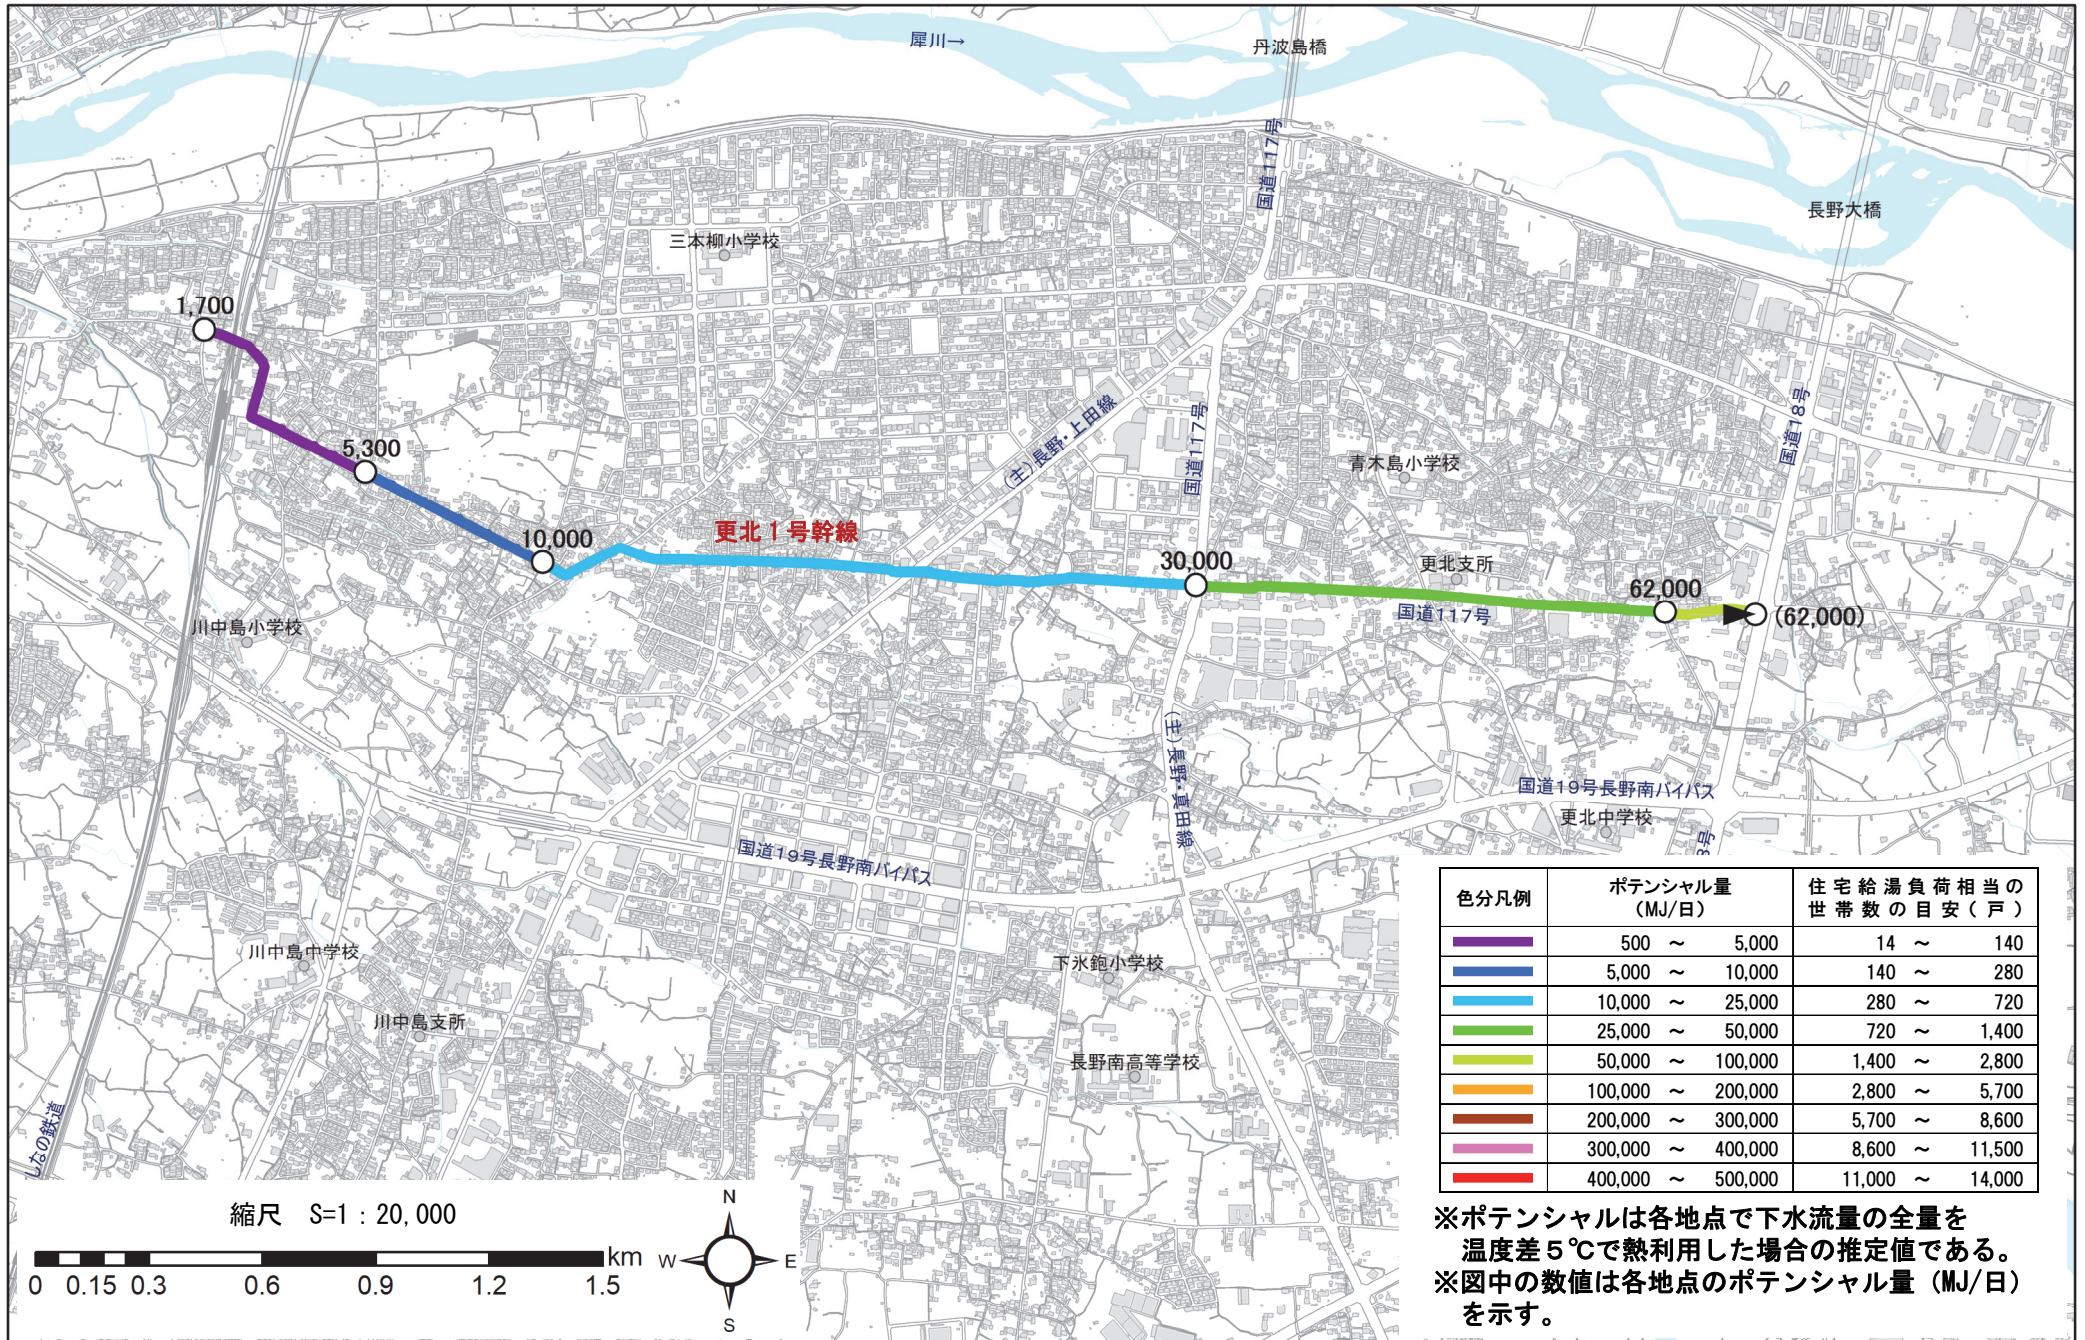 犀川→
丹波島橋
国道117号
長野大橋
三本柳小学校
1,700
国道18号
(主)長野・上田線
国道117号
5,300
青木島小学校
更北1号幹線
10,000
30,000
更北支所
62,000
国道117号
(62,000)
川中島小学校
(主)長野・真田線
国道19号長野南バイパス
更北中学校
8号
国道19号長野南バイパス
川中島中学校
下氷鉋小学校
川中島支所
長野南高等学校
しなの鉄道
色分凡例 ポテンシャル量 (MJ/日) 住宅給湯負荷相当の 世帯数の目安(戸)
500 ~ 5,000 14 ~ 140
5,000 ~ 10,000 140 ~ 280
10,000 ~ 25,000 280 ~ 720
25,000 ~ 50,000 720 ~ 1,400
50,000 ~ 100,000 1,400 ~ 2,800
100,000 ~ 200,000 2,800 ~ 5,700
200,000 ~ 300,000 5,700 ~ 8,600
300,000 ~ 400,000 8,600 ~ 11,500
400,000 ~ 500,000 11,000 ~ 14,000
※ポテンシャルは各地点で下水流量の全量を
温度差5℃で熱利用した場合の推定値である。
※図中の数値は各地点のポテンシャル量(MJ/日)
を示す。
縮尺 S=1:20,000
km
0 0.15 0.3 0.6 0.9 1.2 1.5
N
W E
S